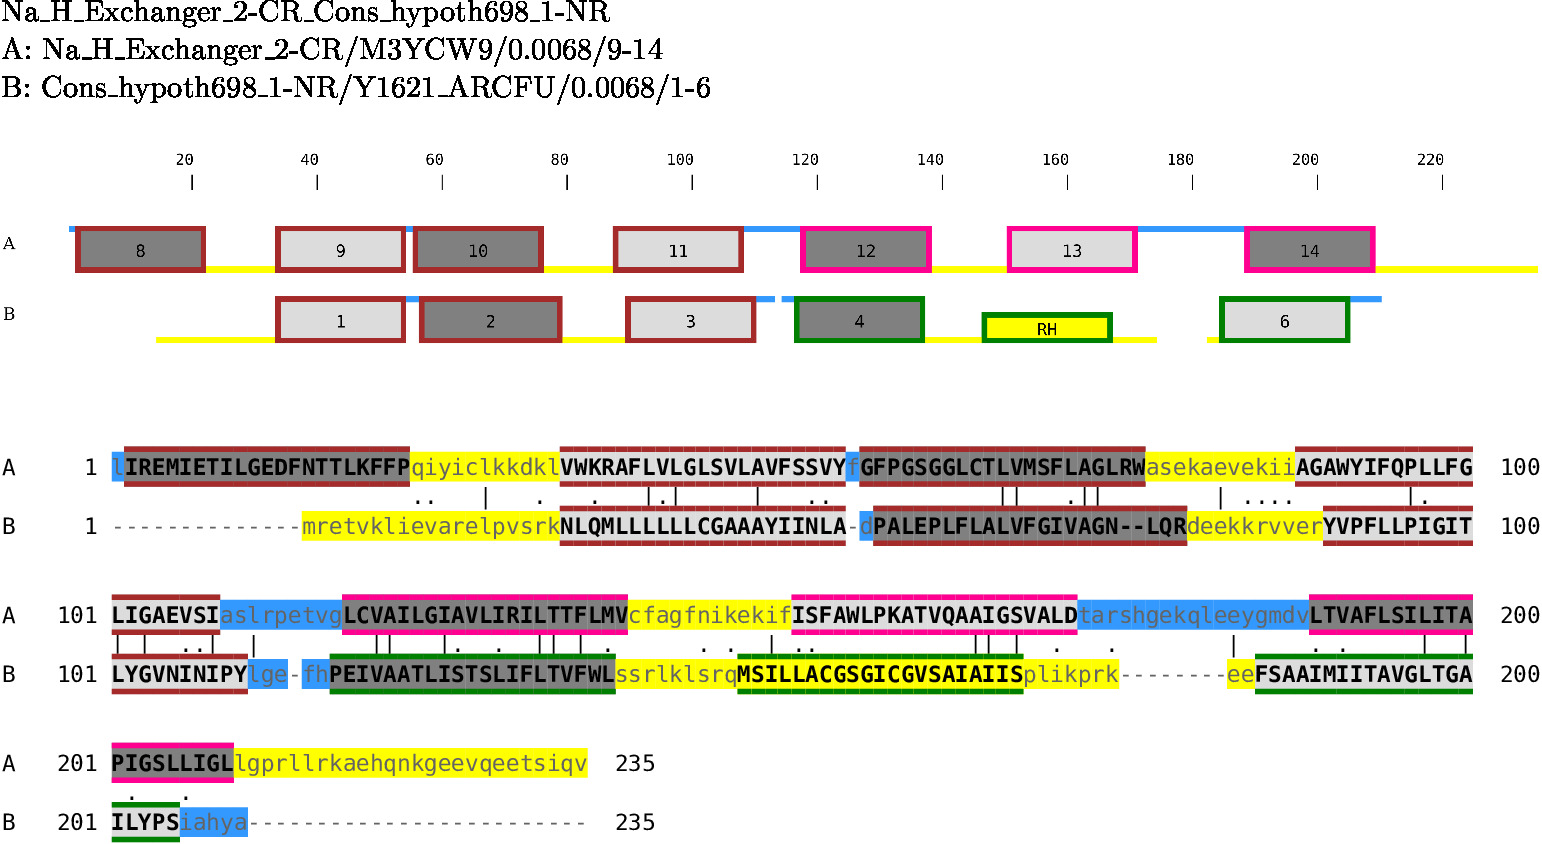 Na_H_Exchanger_2-CR_Cons_hypoth698_1-NR
A: Na_H_Exchanger_2-CR/M3YCW9/0.0068/9-14
B: Cons_hypoth698_1-NR/Y1621_ARCFU/0.0068/1-6
20 40 60 80 100 120 140 160 180 200 220
A 8 9 10 11 12 13 14
B 1 2 3 4 RH 6
A 1 lIREMIETILGEDFNTTLKFFPqiyiclkkdklVWKRAFLVLGLSVLAVFSSVYfGFPGSGGLCTLVMSFLAGLRWasekaevekiiAGAWYIFQPLLFG 100
B 1 --------------mretvklievarelpvsrkNLQMLLLLLLCGAAAYIINLA-dPALEPLFLALVFGIVAGN--LQRdeekkrvverYVPFLLPIGIT 100
A 101 LIGAEVSIaslrpetvgLCVAILGIAVLIRILTTFLMVcfagfnikekifISFAWLPKATVQAAIGSVALDtarshgekqleeygmdvLTVAFLSILITA 200
B 101 LYGVNINIPYlge-fhPEIVAATLISTSLIFLTVFWLssrlklsrqMSILLACGSGICGVSAIAIISplikprk--------eeFSAAIMIITAVGLTGA 200
A 201 PIGSLLIGLlgprllrkaehqnkgeevqeetsiqv 235
B 201 ILYPSiahya------------------------- 235